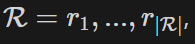 ℛ = r₁, ..., r|ℛ|,